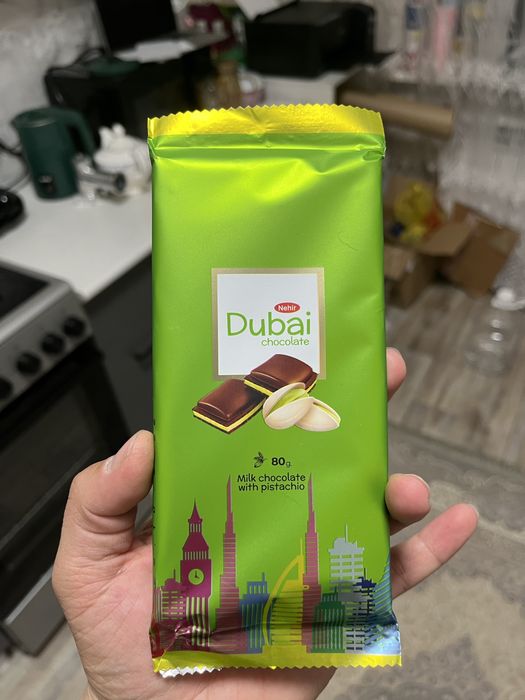 Nehir
Dubai
chocolate
80g.
Milk chocolate
with pistachio